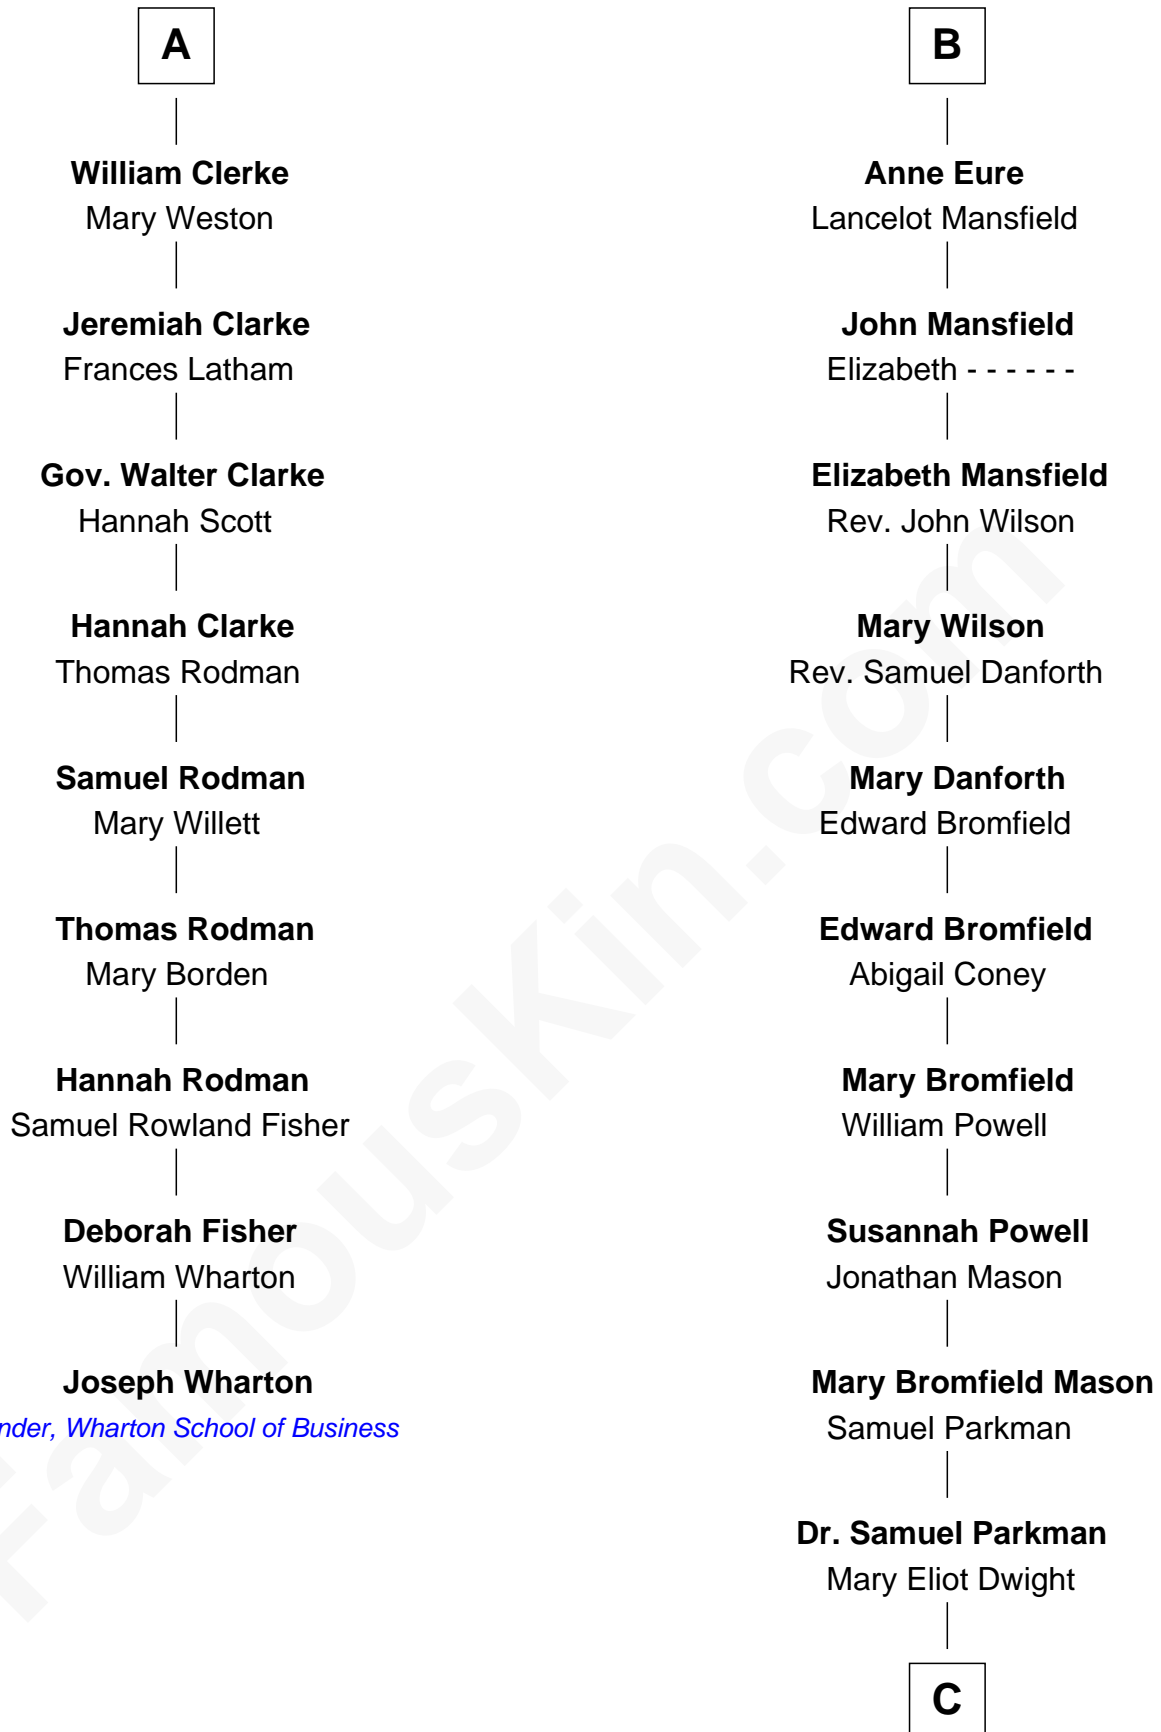 A
William Clerke
Mary Weston
Jeremiah Clarke
Frances Latham
Gov. Walter Clarke
Hannah Scott
Hannah Clarke
Thomas Rodman
Samuel Rodman
Mary Willett
Thomas Rodman
Mary Borden
Hannah Rodman
Samuel Rowland Fisher
Deborah Fisher
William Wharton
Joseph Wharton
nder, Wharton School of Business
B
Anne Eure
Lancelot Mansfield
John Mansfield
Elizabeth - - - - - -
Elizabeth Mansfield
Rev. John Wilson
Mary Wilson
Rev. Samuel Danforth
Mary Danforth
Edward Bromfield
Edward Bromfield
Abigail Coney
Mary Bromfield
William Powell
Susannah Powell
Jonathan Mason
Mary Bromfield Mason
Samuel Parkman
Dr. Samuel Parkman
Mary Eliot Dwight
C
FamousKin.com